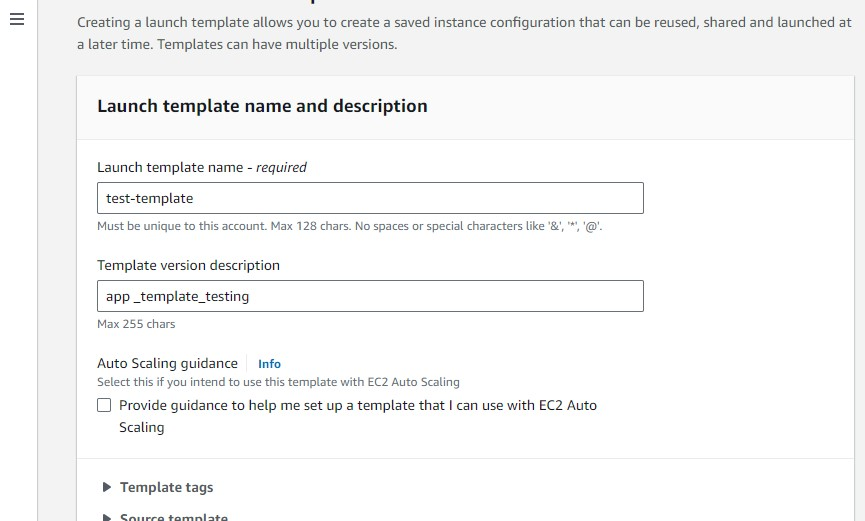 Creating a launch template allows you to create a saved instance configuration that can be reused, shared and launched at
a later time. Templates can have multiple versions.
Launch template name and description
Launch template name - required
test-template
Must be unique to this account. Max 128 chars. No spaces or special characters like '&', '*', '@'.
Template version description
app _template_testing
Max 255 chars
Auto Scaling guidance Info
Select this if you intend to use this template with EC2 Auto Scaling
Provide guidance to help me set up a template that I can use with EC2 Auto
Scaling
Template tags
Source template